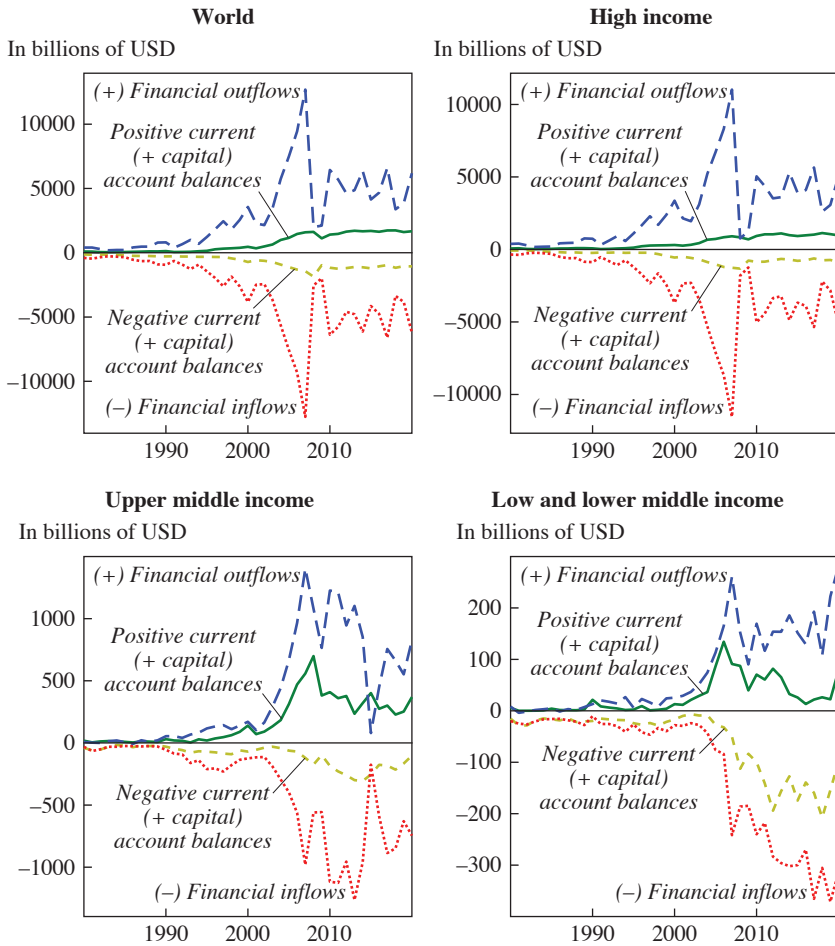 World
In billions of USD
(+) Financial outflows
10000
Positive current
(+ capital)
account balances
5000
0
Negative current
(+ capital)
account balances
−5000
−10000
(−) Financial inflows
1990
2000
2010
High income
In billions of USD
(+) Financial outflows
10000
Positive current
(+ capital)
account balances
5000
0
Negative current
(+ capital)
account balances
−5000
−10000
(−) Financial inflows
1990
2000
2010
Upper middle income
In billions of USD
(+) Financial outflows
1000
Positive current
(+ capital)
account balances
500
0
Negative current
(+ capital)
account balances
−500
−1000
(−) Financial inflows
1990
2000
2010
Low and lower middle income
In billions of USD
(+) Financial outflows
200
Positive current
(+ capital)
account balances
100
0
Negative current
(+ capital)
account balances
−100
−200
−300
(−) Financial inflows
1990
2000
2010